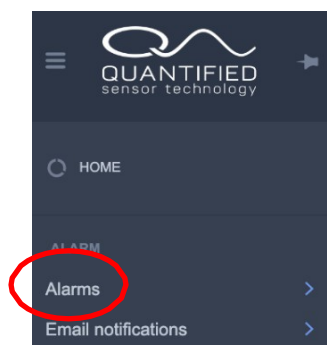 QUANTIFIED
sensor technology
HOME
ALARM
Alarms
Email notifications